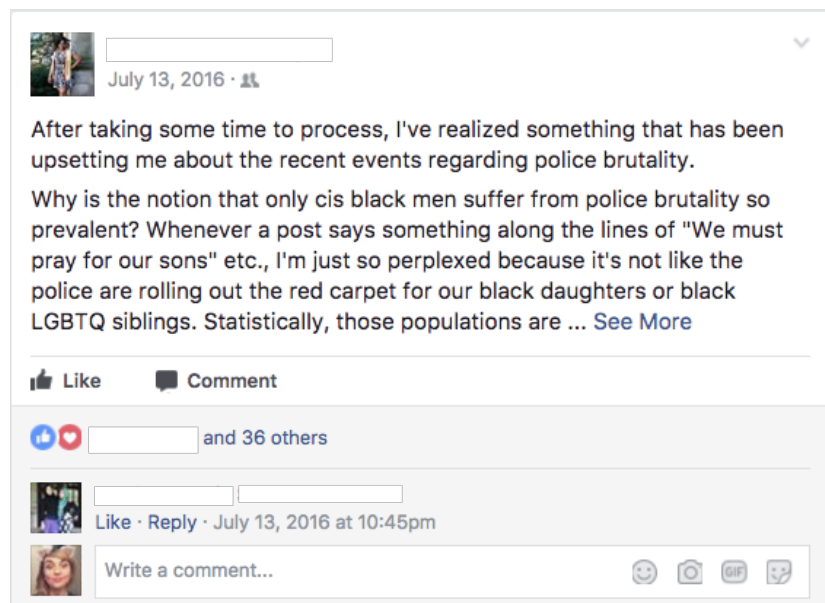 July 13, 2016 ·
After taking some time to process, I've realized something that has been
upsetting me about the recent events regarding police brutality.
Why is the notion that only cis black men suffer from police brutality so
prevalent? Whenever a post says something along the lines of "We must
pray for our sons" etc., I'm just so perplexed because it's not like the
police are rolling out the red carpet for our black daughters or black
LGBTQ siblings. Statistically, those populations are ... See More
Like Comment
and 36 others
Like · Reply · July 13, 2016 at 10:45pm
Write a comment... GIF